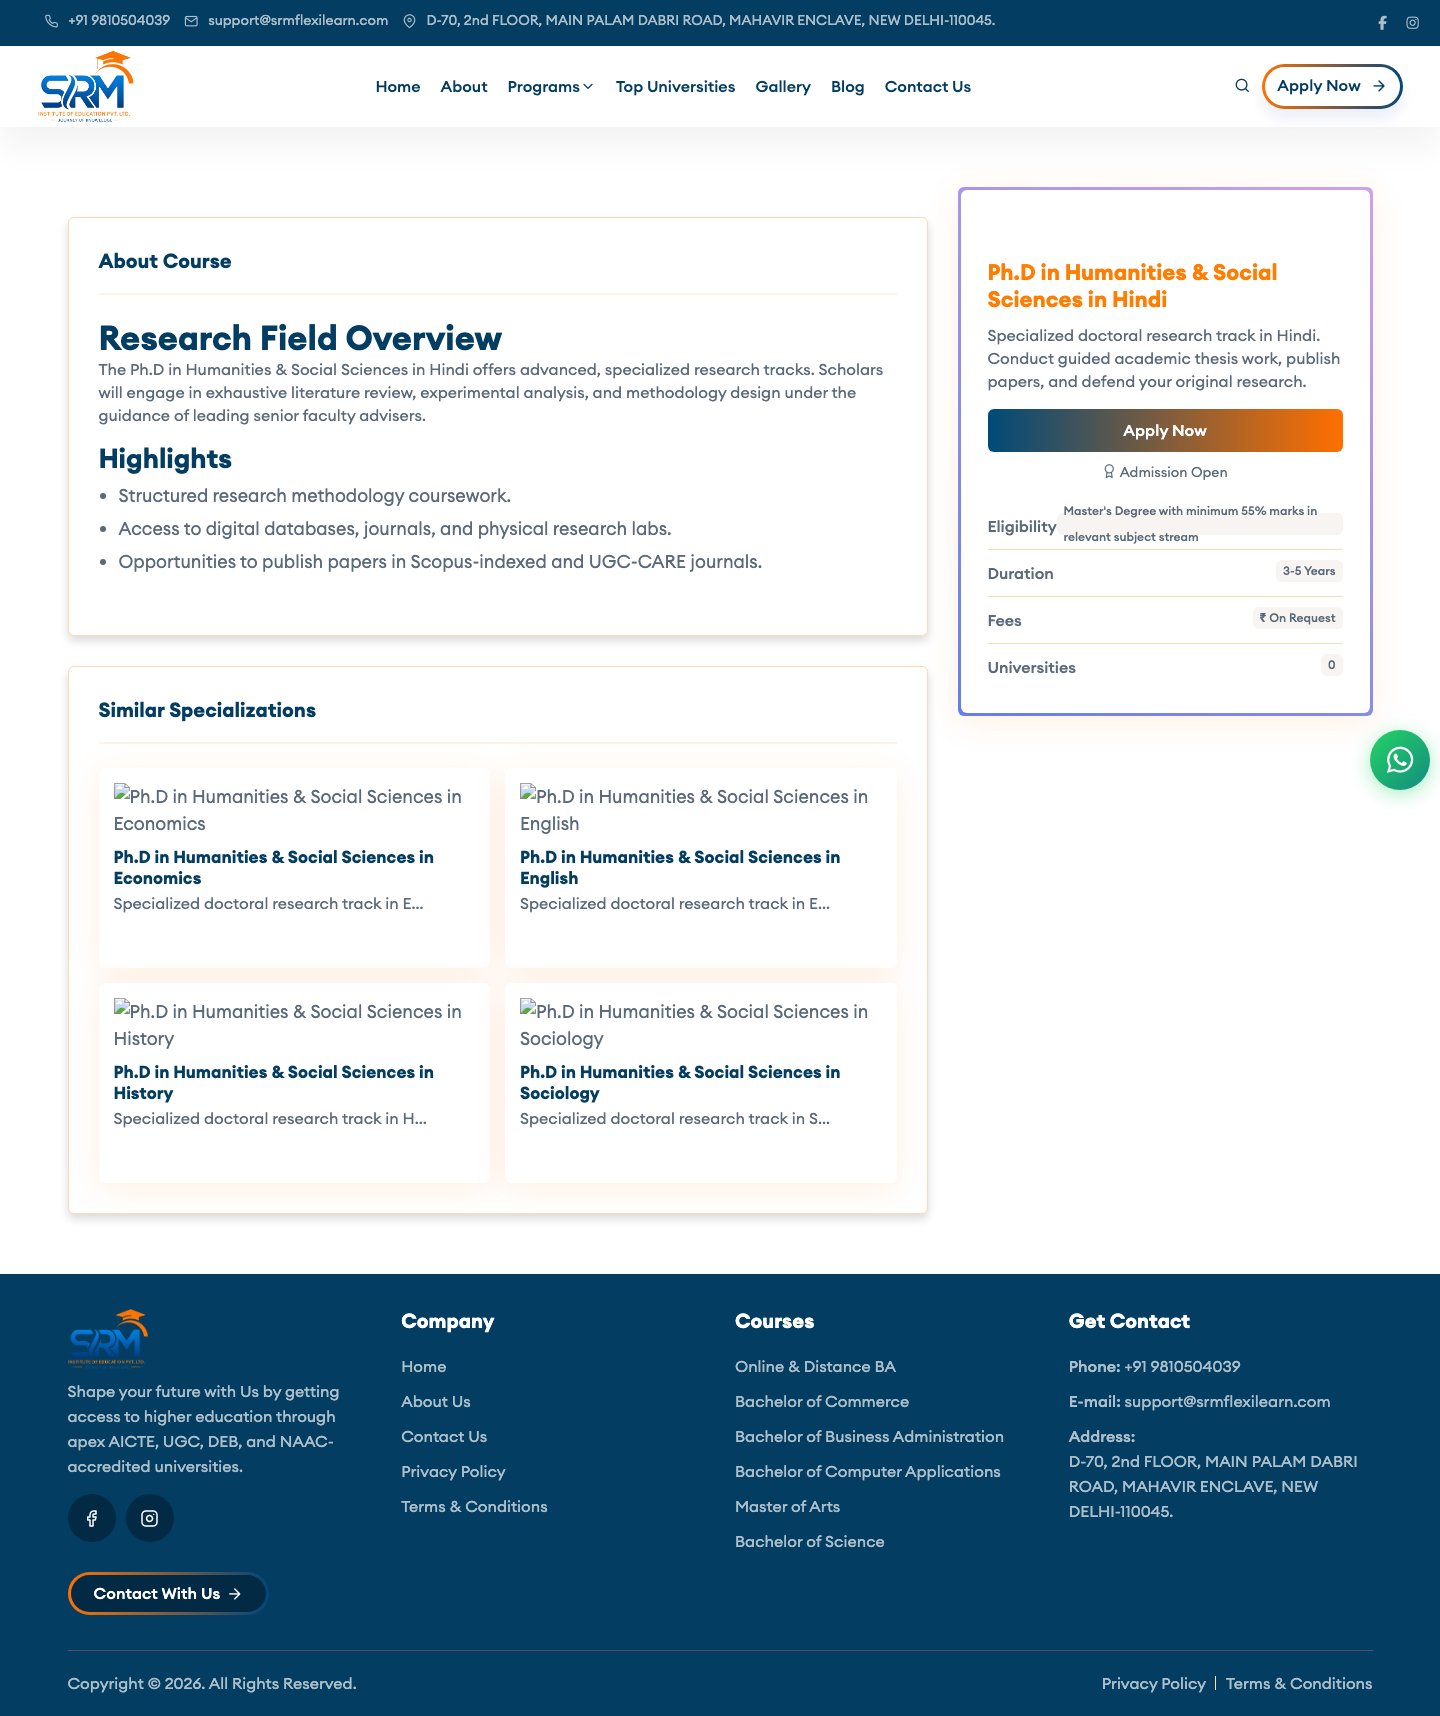 +91 9810504039 support@srmflexilearn.com D-70, 2nd FLOOR, MAIN PALAM DABRI ROAD, MAHAVIR ENCLAVE, NEW DELHI-110045.
SRM
INSTITUTE OF EDUCATION PVT. LTD.
JOURNEY OF KNOWLEDGE
Home About Programs Top Universities Gallery Blog Contact Us Apply Now
About Course
Research Field Overview
The Ph.D in Humanities & Social Sciences in Hindi offers advanced, specialized research tracks. Scholars
will engage in exhaustive literature review, experimental analysis, and methodology design under the
guidance of leading senior faculty advisers.
Highlights
Structured research methodology coursework.
Access to digital databases, journals, and physical research labs.
Opportunities to publish papers in Scopus-indexed and UGC-CARE journals.
Ph.D in Humanities & Social
Sciences in Hindi
Specialized doctoral research track in Hindi.
Conduct guided academic thesis work, publish
papers, and defend your original research.
Apply Now
Admission Open
Eligibility
Master's Degree with minimum 55% marks in
relevant subject stream
Duration 3-5 Years
Fees ₹ On Request
Universities 0
Similar Specializations
Ph.D in Humanities & Social Sciences in
Economics
Ph.D in Humanities & Social Sciences in
Economics
Specialized doctoral research track in E...
Ph.D in Humanities & Social Sciences in
English
Ph.D in Humanities & Social Sciences in
English
Specialized doctoral research track in E...
Ph.D in Humanities & Social Sciences in
History
Ph.D in Humanities & Social Sciences in
History
Specialized doctoral research track in H...
Ph.D in Humanities & Social Sciences in
Sociology
Ph.D in Humanities & Social Sciences in
Sociology
Specialized doctoral research track in S...
SRM
INSTITUTE OF EDUCATION PVT. LTD.
Shape your future with Us by getting
access to higher education through
apex AICTE, UGC, DEB, and NAAC-
accredited universities.
Contact With Us
Company
Home
About Us
Contact Us
Privacy Policy
Terms & Conditions
Courses
Online & Distance BA
Bachelor of Commerce
Bachelor of Business Administration
Bachelor of Computer Applications
Master of Arts
Bachelor of Science
Get Contact
Phone: +91 9810504039
E-mail: support@srmflexilearn.com
Address:
D-70, 2nd FLOOR, MAIN PALAM DABRI
ROAD, MAHAVIR ENCLAVE, NEW
DELHI-110045.
Copyright © 2026. All Rights Reserved.
Privacy Policy | Terms & Conditions